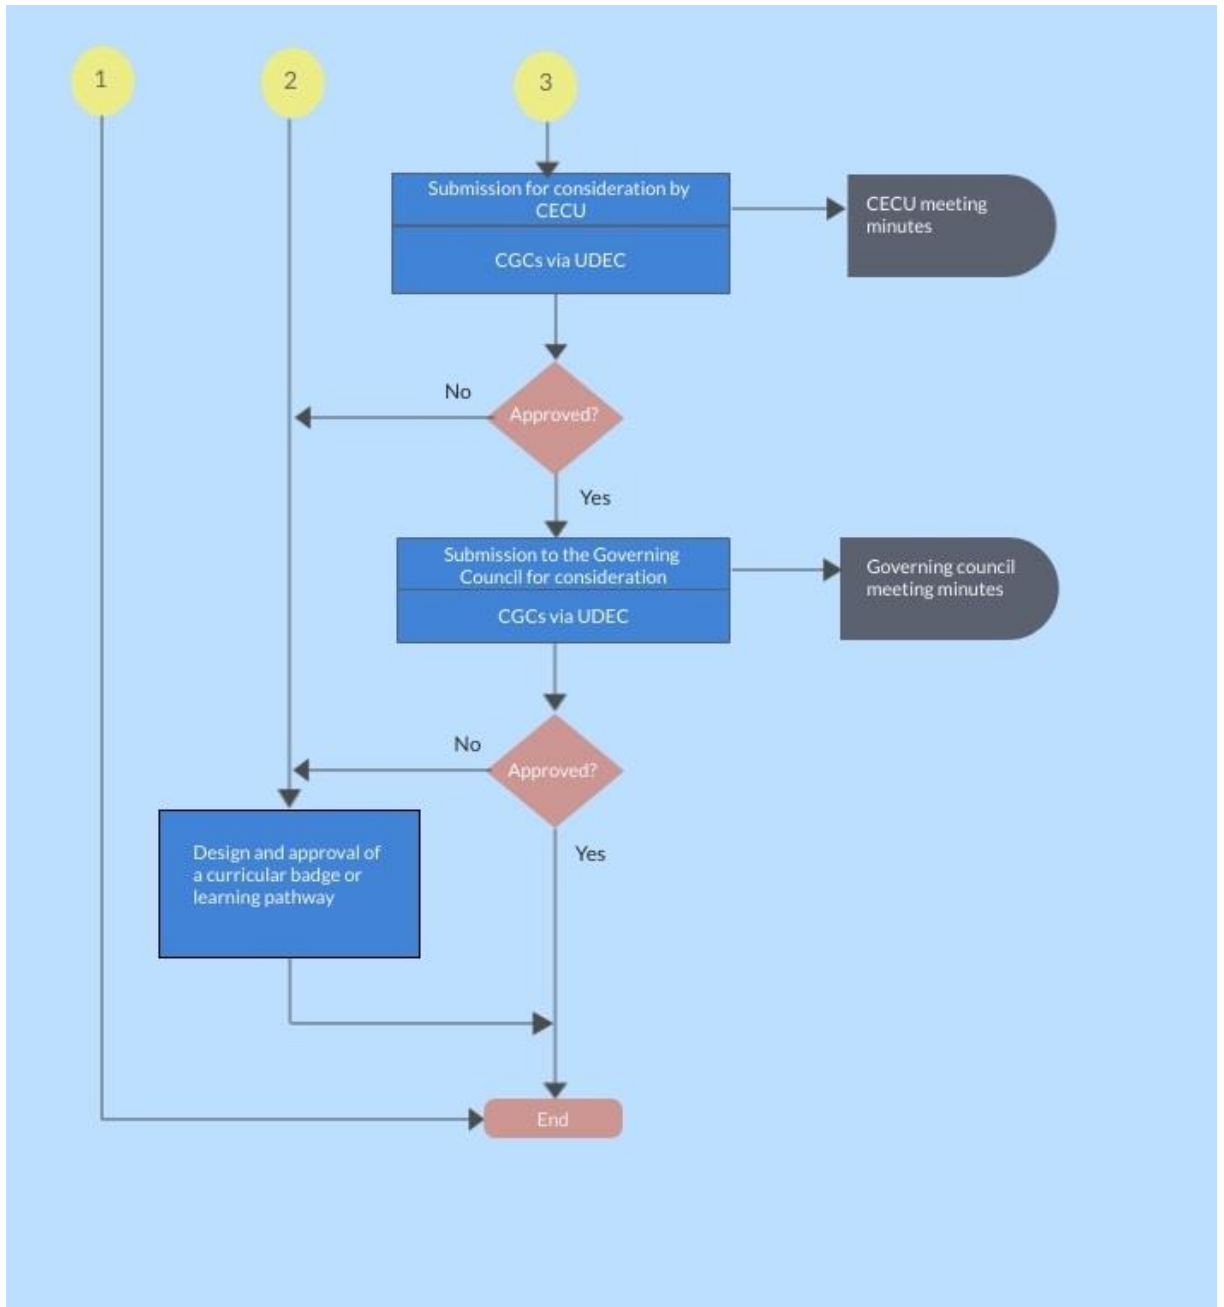 1
2
3
Submission for consideration by
CECU
CGCs via UDEC
CECU meeting
minutes
No
Approved?
Yes
Submission to the Governing
Council for consideration
CGCs via UDEC
Governing council
meeting minutes
No
Approved?
Yes
Design and approval of
a curricular badge or
learning pathway
End